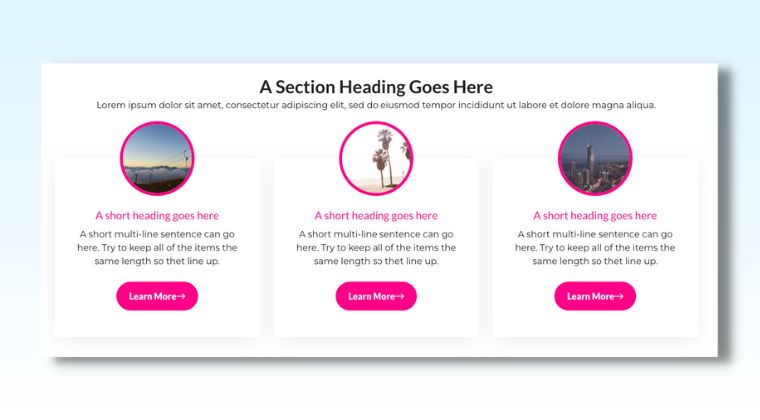 A Section Heading Goes Here
Lorem ipsum dolor sit amet, consectetur adipiscing elit, sed do eiusmod tempor incididunt ut labore et dolore magna aliqua.
A short heading goes here
A short multi-line sentence can go
here. Try to keep all of the items the
same length so thet line up.
Learn More→
A short heading goes here
A short multi-line sentence can go
here. Try to keep all of the items the
same length so thet line up.
Learn More→
A short heading goes here
A short multi-line sentence can go
here. Try to keep all of the items the
same length so thet line up.
Learn More→